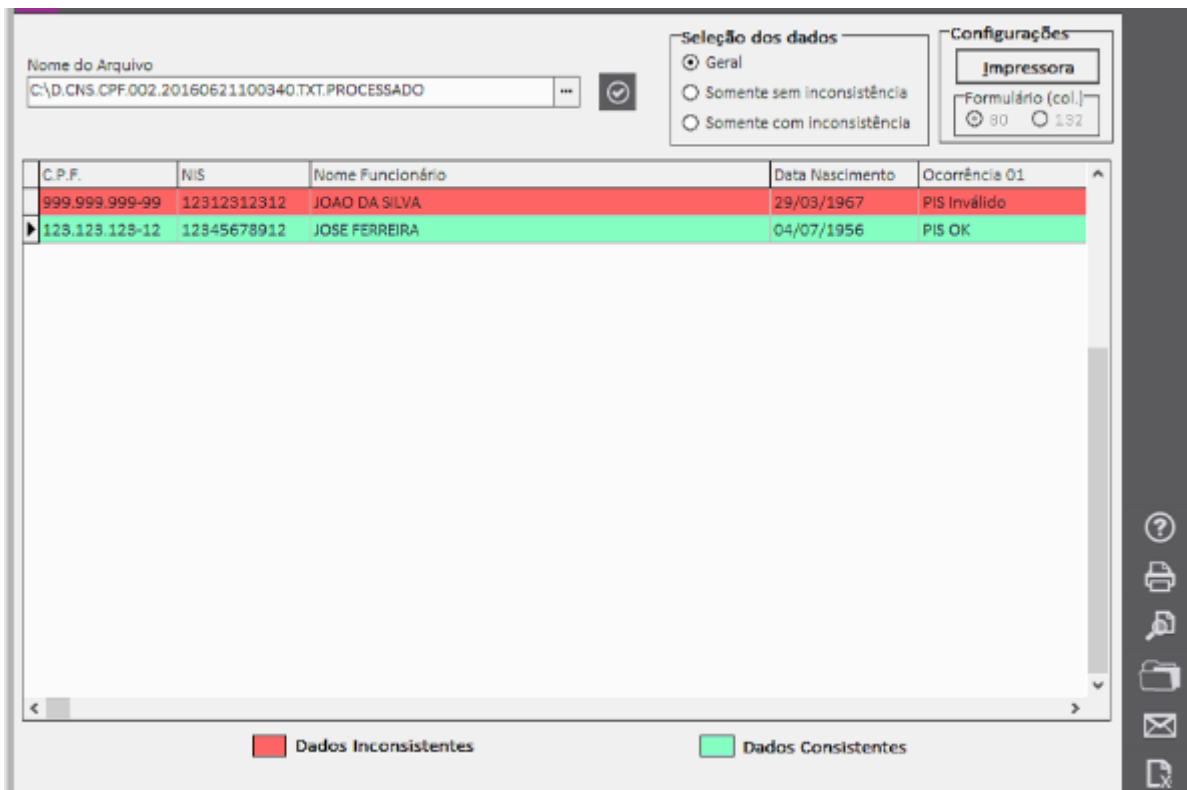 Nome do Arquivo
C:\D.CNS.CPF.002.20160621100340.TXT.PROCESSADO
...
Seleção dos dados
Geral
Somente sem inconsistência
Somente com inconsistência
Configurações
Impressora
Formulário (col.)
80 132
C.P.F. NIS Nome Funcionário Data Nascimento Ocorrência 01
999.999.999-99 12312312312 JOAO DA SILVA 29/03/1967 PIS Inválido
123.123.123-12 12345678912 JOSE FERREIRA 04/07/1956 PIS OK
Dados Inconsistentes Dados Consistentes